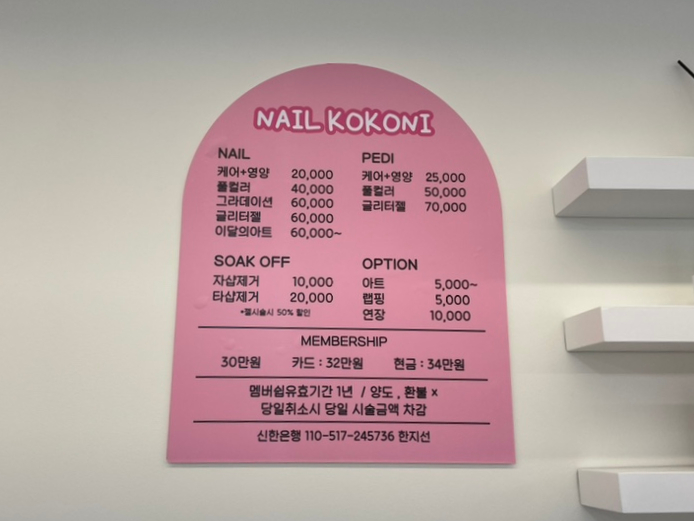 NAIL KOKONI
NAIL
케어+영양 20,000
풀컬러 40,000
그라데이션 60,000
글리터젤 60,000
이달의아트 60,000~
PEDI
케어+영양 25,000
풀컬러 50,000
글리터젤 70,000
SOAK OFF
자샵제거 10,000
타샵제거 20,000
*젤시술시 50% 할인
OPTION
아트 5,000~
랩핑 5,000
연장 10,000
MEMBERSHIP
30만원 카드 : 32만원 현금 : 34만원
멤버쉽유효기간 1년 / 양도 , 환불 x
당일취소시 당일 시술금액 차감
신한은행 110-517-245736 한지선